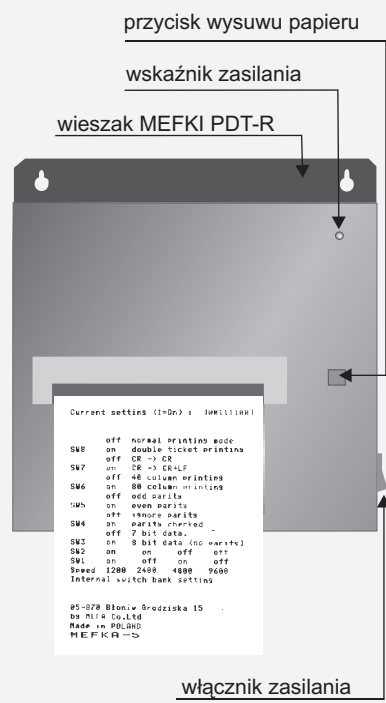 przycisk wysuwu papieru
wskaźnik zasilania
wieszak MEFKI PDT-R
Current setting (1=On) :
off normal printing mode
SW8 on double ticket printing
off CR -> CR
SW7 on CR -> CR+LF
off 40 column printing
SW6 on 80 column printing
off odd parity
SW5 on even parity
off ignore parity
SW4 on parity checked
off 7 bit data.
SW3 on 8 bit data (no parity)
SW2 on on off off
SW1 on off on off
Speed 1200 2400 4800 9600
Internal switch bank setting
05-870 Błonie Grodziska 15
by MEFA Co.Ltd
Made in POLAND
MEFKA-5
włącznik zasilania